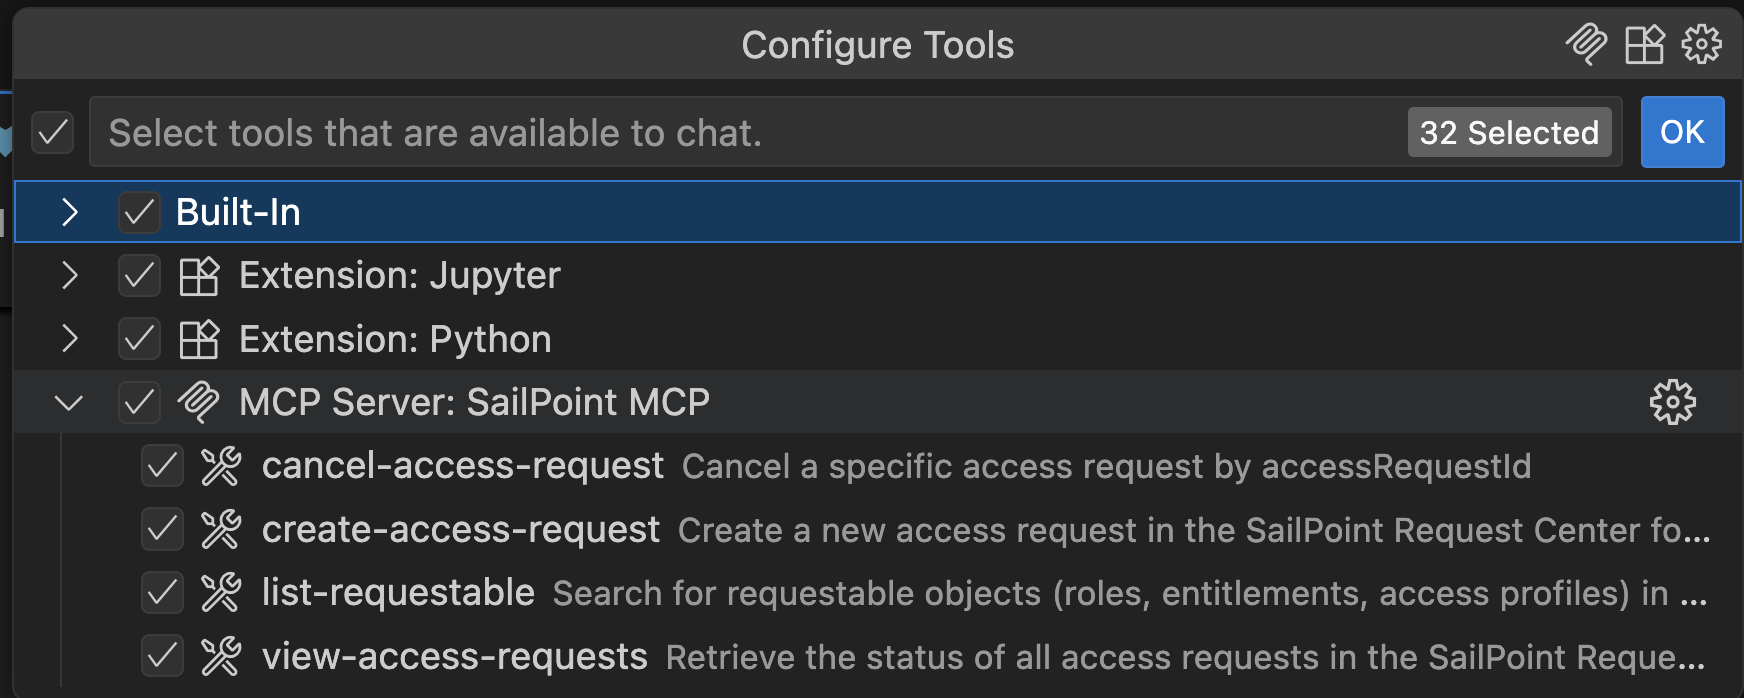 Configure Tools
Select tools that are available to chat. 32 Selected OK
Built-In
Extension: Jupyter
Extension: Python
MCP Server: SailPoint MCP
cancel-access-request Cancel a specific access request by accessRequestId
create-access-request Create a new access request in the SailPoint Request Center fo...
list-requestable Search for requestable objects (roles, entitlements, access profiles) in ...
view-access-requests Retrieve the status of all access requests in the SailPoint Reque...